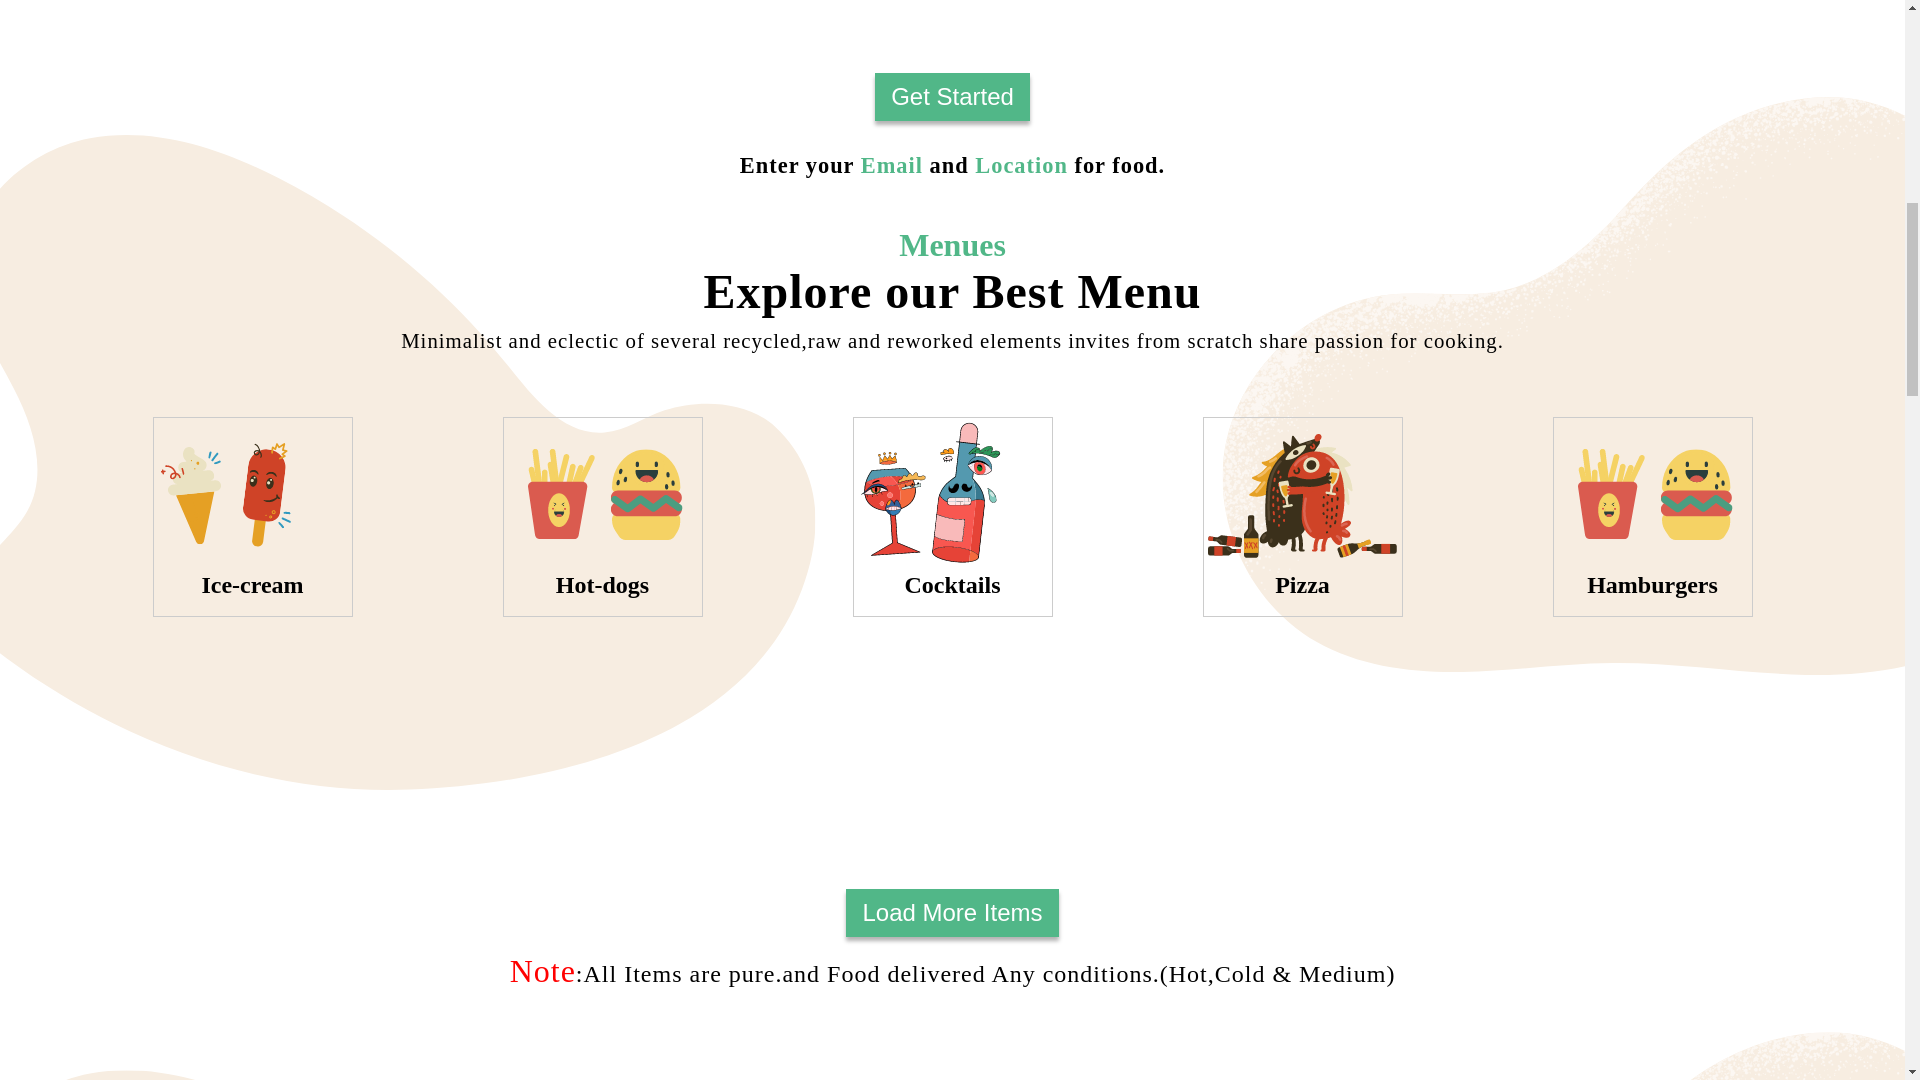 Get Started
Enter your Email and Location for food.
Menues
Explore our Best Menu
Minimalist and eclectic of several recycled,raw and reworked elements invites from scratch share passion for cooking.
Ice-cream
Hot-dogs
Cocktails
XXX
Pizza
Hamburgers
Load More Items
Note:All Items are pure.and Food delivered Any conditions.(Hot,Cold & Medium)